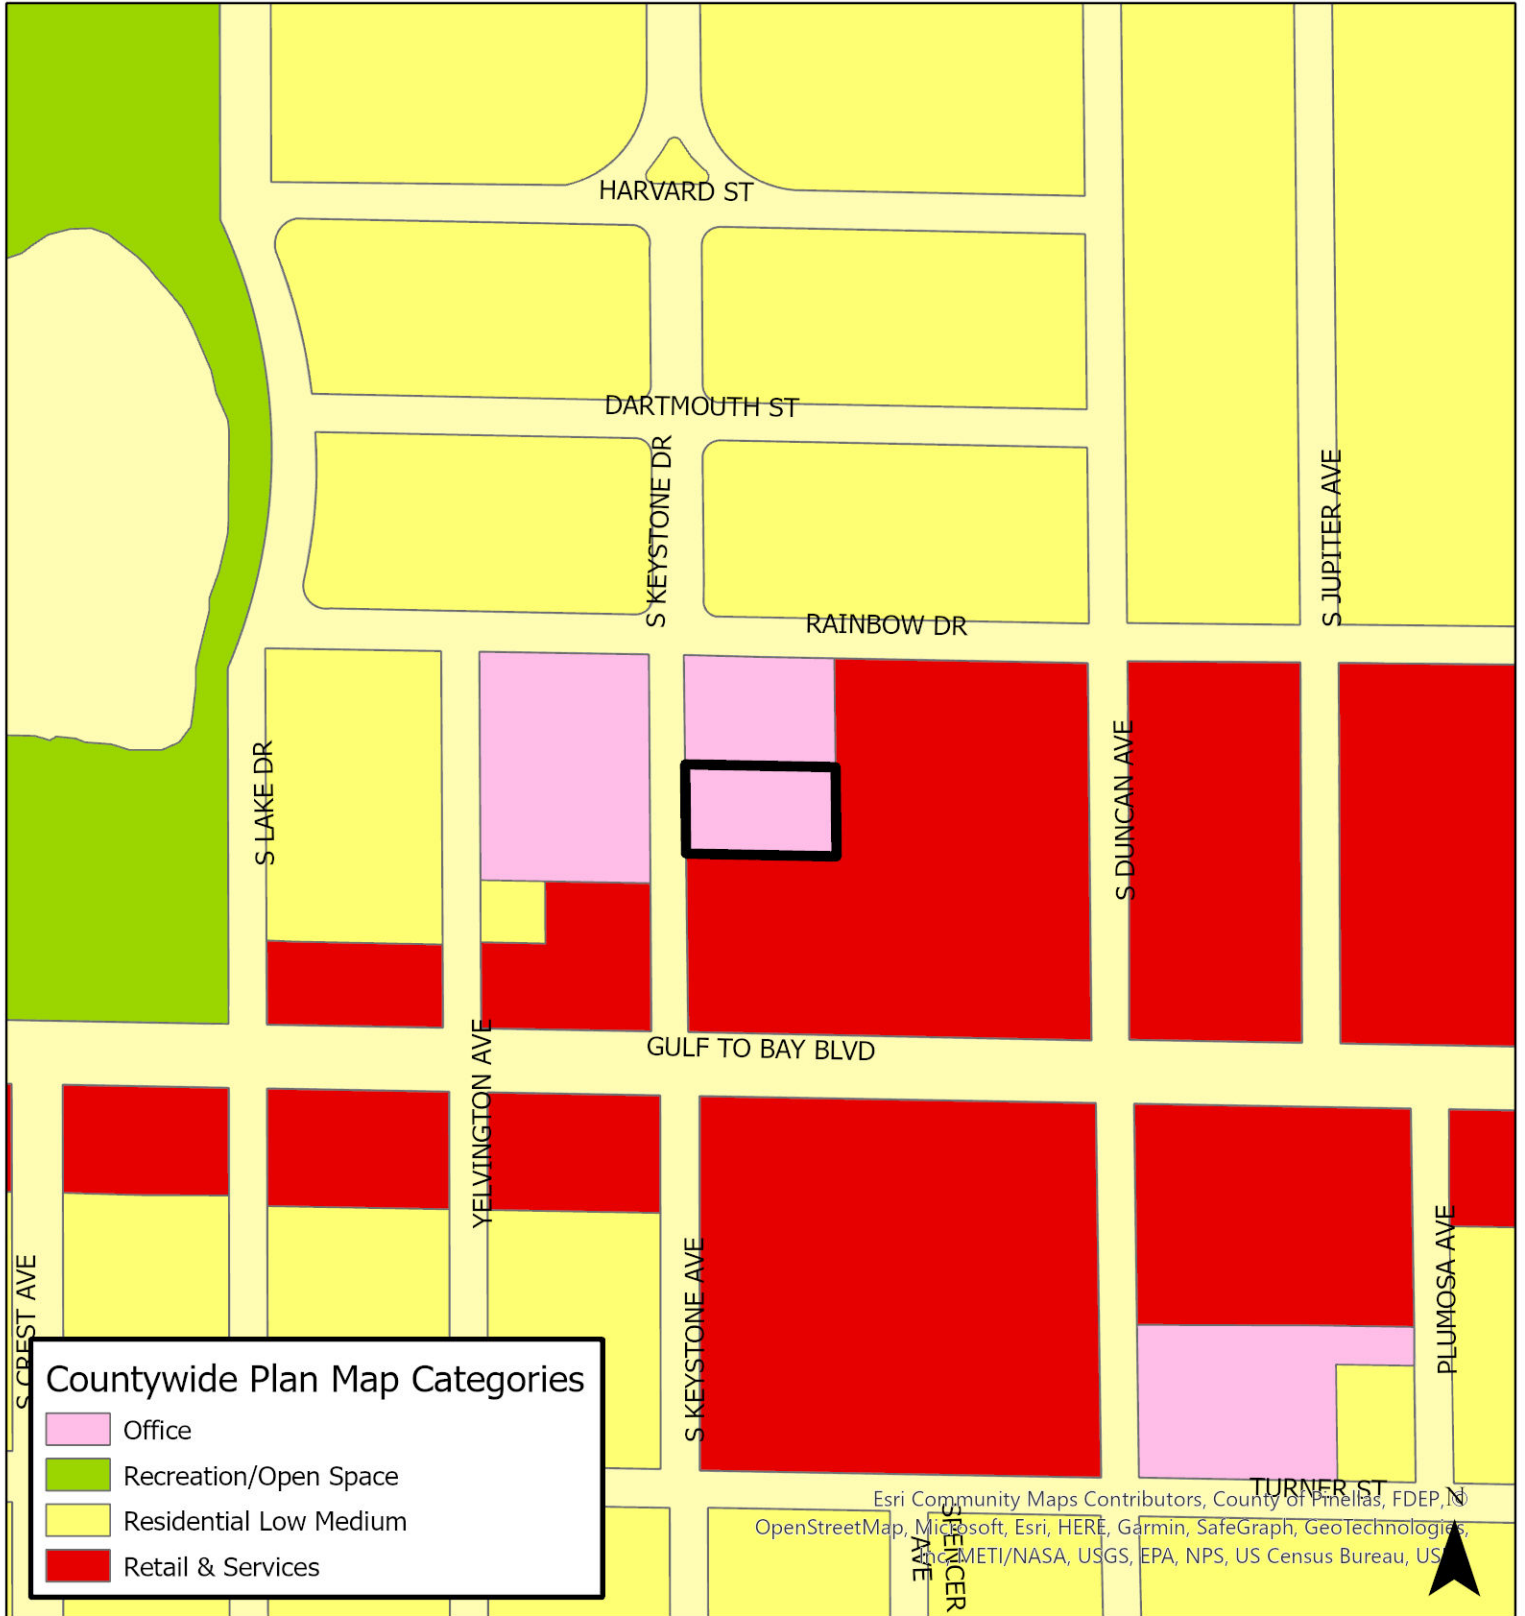 HARVARD ST
DARTMOUTH ST
S KEYSTONE DR
S JUPITER AVE
RAINBOW DR
S LAKE DR
S DUNCAN AVE
GULF TO BAY BLVD
YELVINGTON AVE
S KEYSTONE AVE
PLUMOSA AVE
S CREST AVE
Countywide Plan Map Categories
Office
Recreation/Open Space
Residential Low Medium
Retail & Services
TURNER ST
SPENCER
AVE
N
Esri Community Maps Contributors, County of Pinellas, FDEP, ©
OpenStreetMap, Microsoft, Esri, HERE, Garmin, SafeGraph, GeoTechnologies,
Inc, METI/NASA, USGS, EPA, NPS, US Census Bureau,